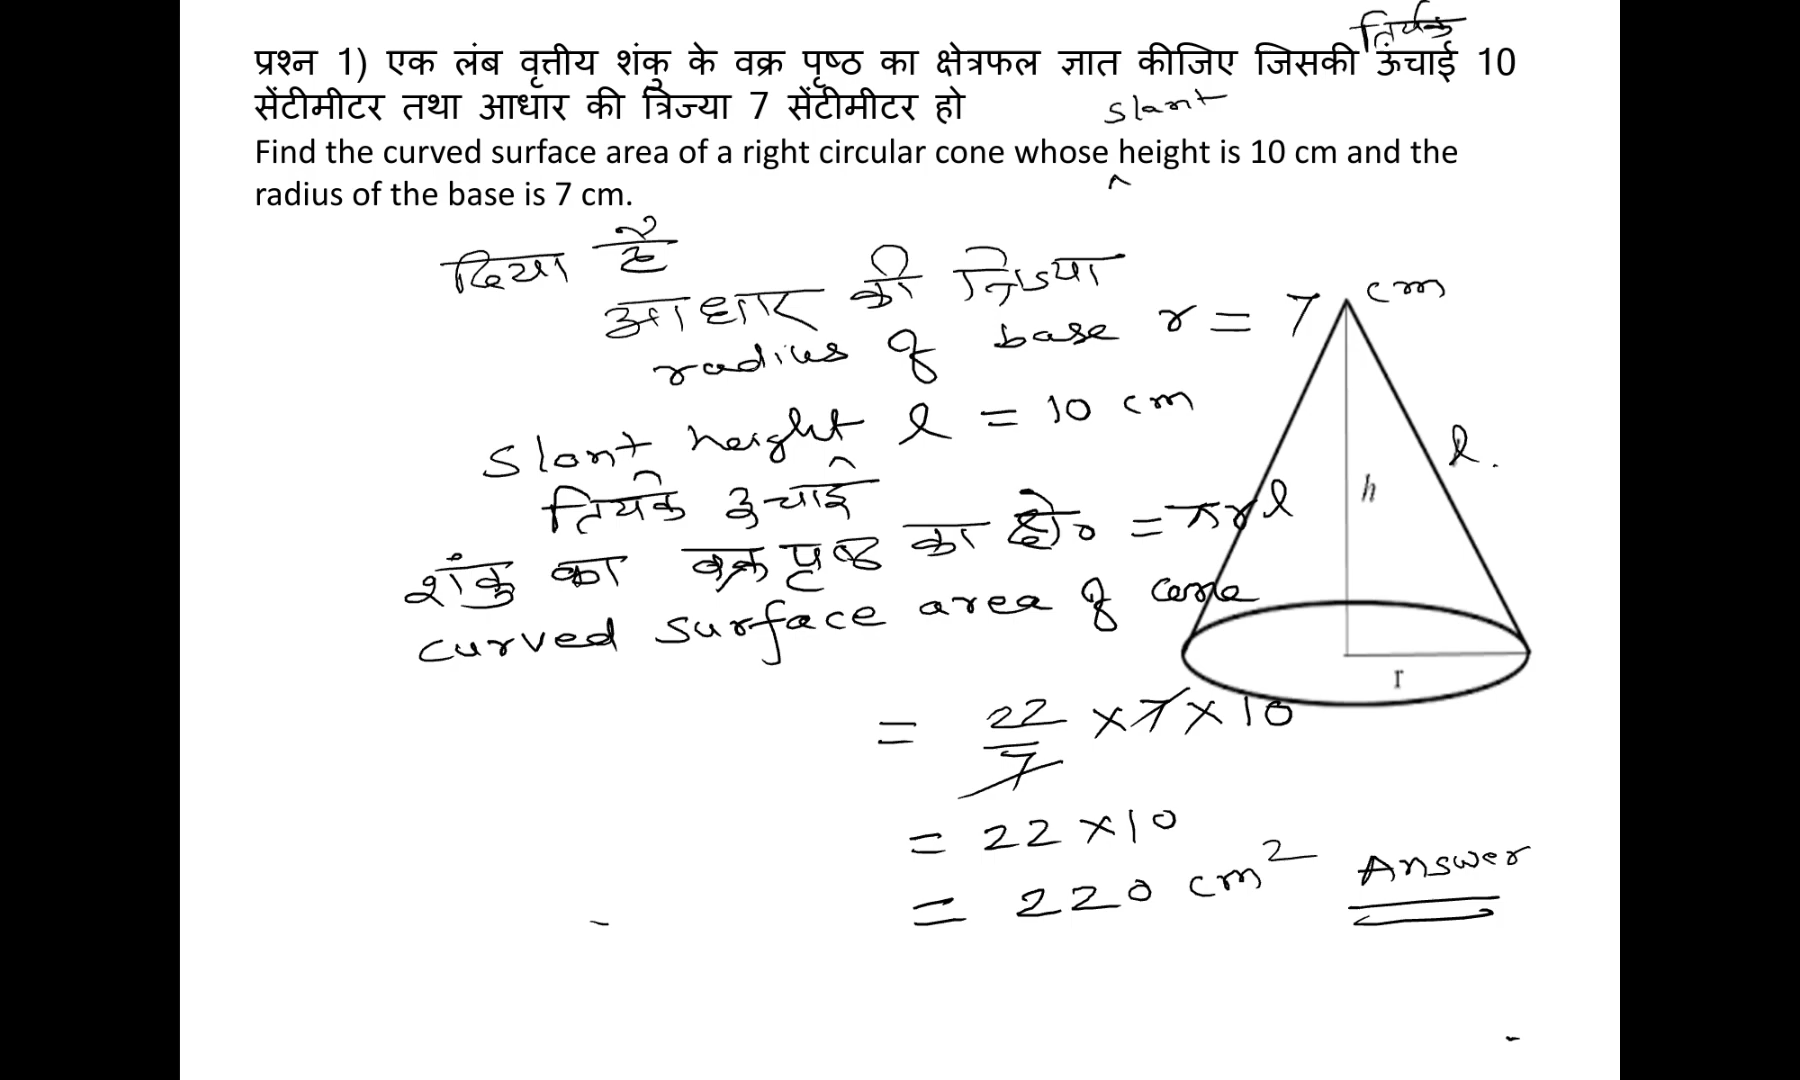 तिर्यक
प्रश्न 1) एक लंब वृत्तीय शंकु के वक्र पृष्ठ का क्षेत्रफल ज्ञात कीजिए जिसकी ऊंचाई 10
सेंटीमीटर तथा आधार की त्रिज्या 7 सेंटीमीटर हो
slant
Find the curved surface area of a right circular cone whose ^ height is 10 cm and the
radius of the base is 7 cm.
दिया है
आधार की त्रिज्या
radius of base r = 7 cm
slant height l = 10 cm
तिर्यक ऊँचाई
शंकु का वक्र पृष्ठ का क्षे० = πrl
curved surface area of cone
l
h
r
= 22/7 × 7 × 10
= 22 × 10
= 220 cm² Answer